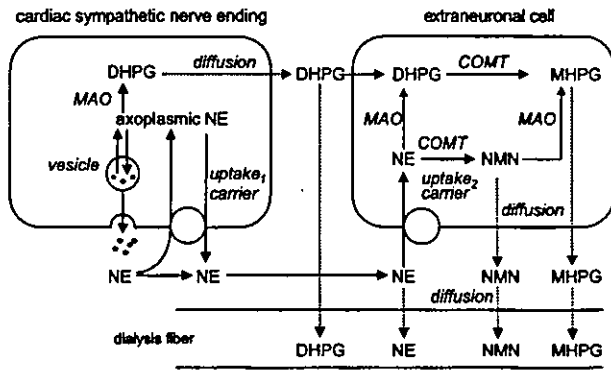 cardiac sympathetic nerve ending
extraneuronal cell
DHPG diffusion DHPG DHPG COMT MHPG
MAO
axoplasmic NE
MAO
MAO
COMT
vesicle
NE NMN
uptake1
carrier
uptake2
carrier
diffusion
NE NE NE NMN MHPG
diffusion
dialysis fiber
DHPG NE NMN MHPG